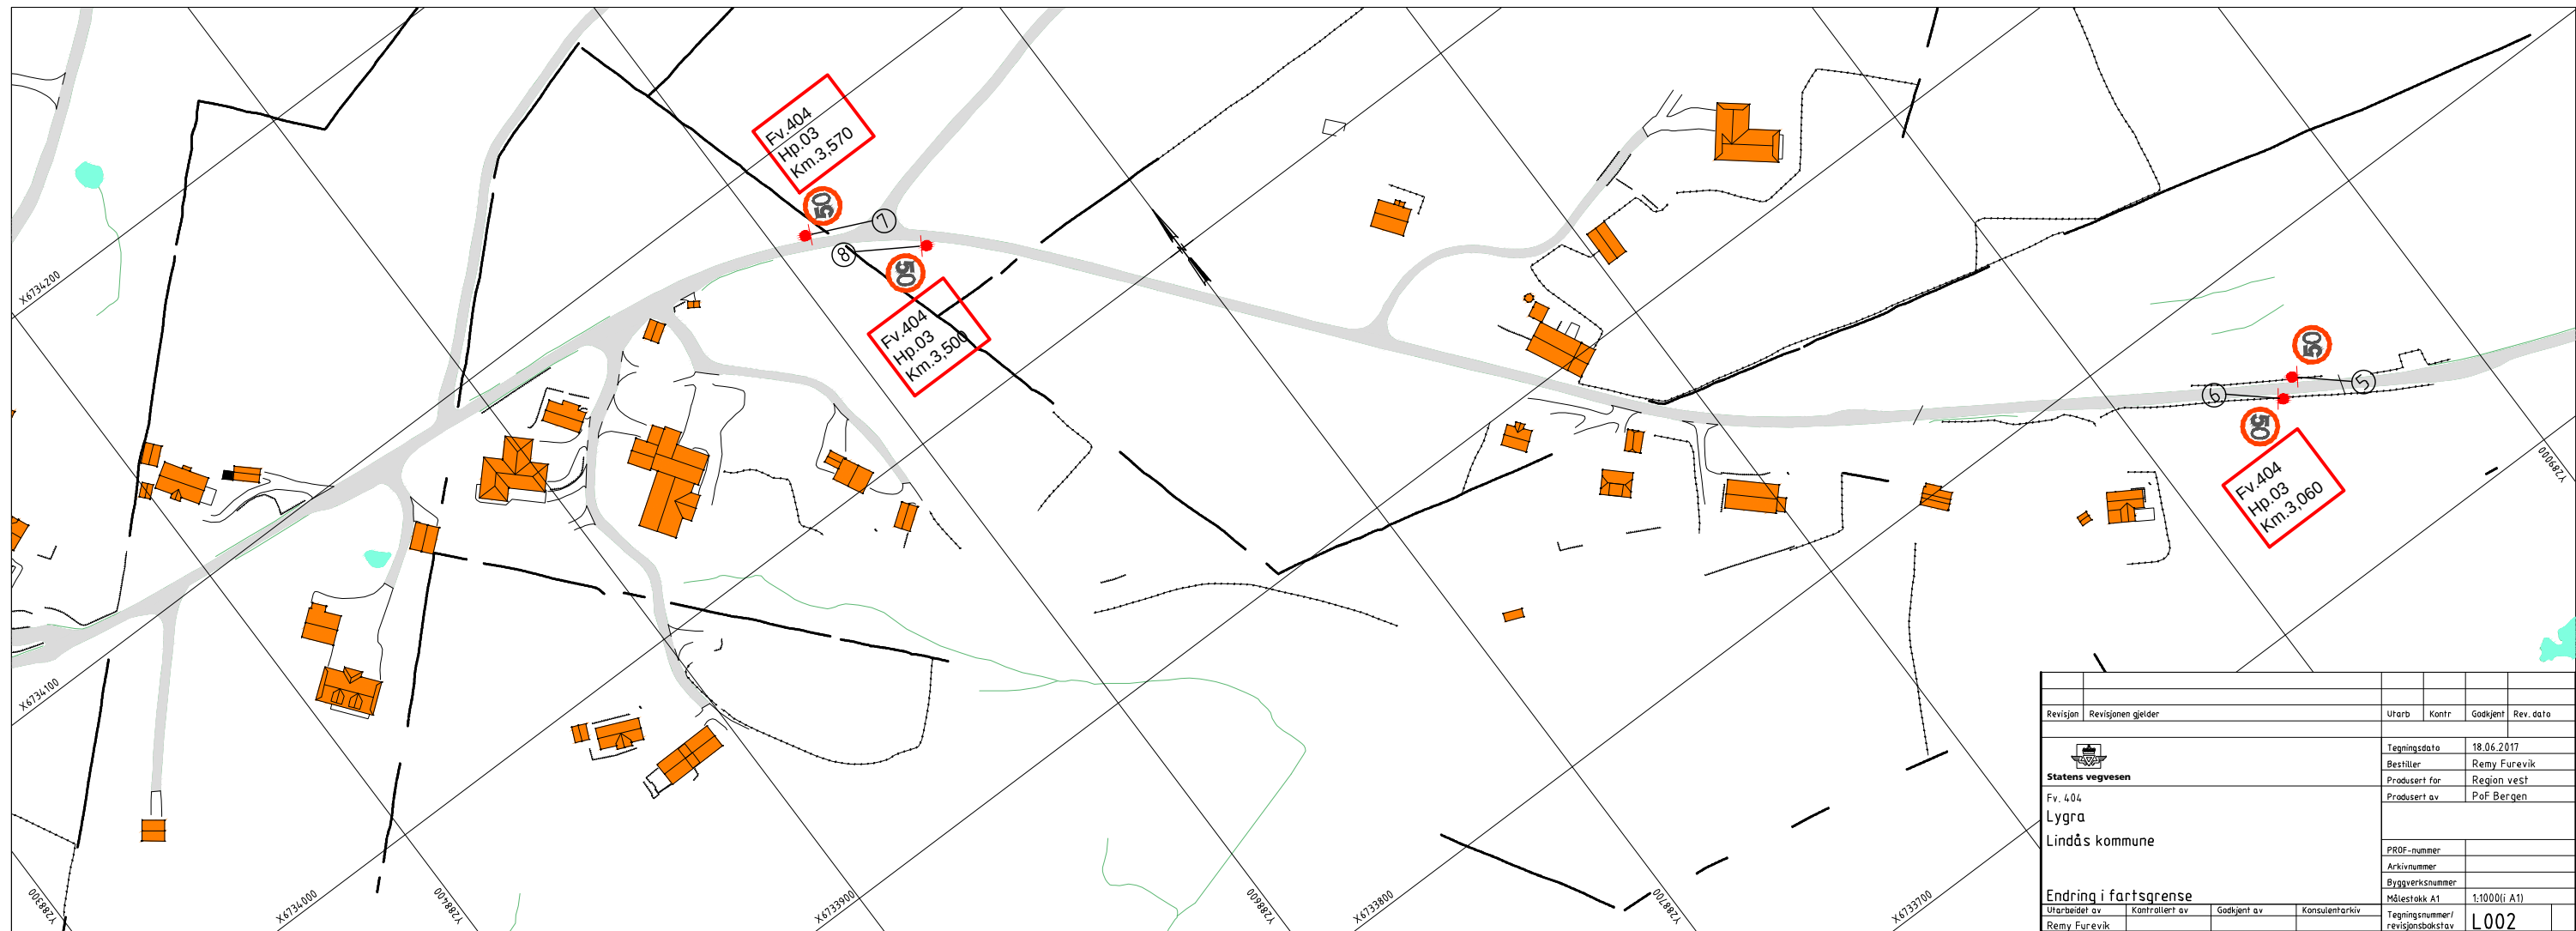 Fv.404
Hp.03
Km.3,570
50
7
8
50
Fv.404
Hp.03
Km.3,500
50
5
6
50
Fv.404
Hp.03
Km.3,060
X6734200
X6734100
X6734000
X6733900
X6733800
X6733700
Y288300
Y288400
Y288600
Y288700
Y289000
N
Revisjon Revisjonen gjelder Utarb Kontr Godkjent Rev. dato
Statens vegvesen
Tegningsdato 18.06.2017
Bestiller Remy Furevik
Produsert for Region vest
Produsert av PoF Bergen
Fv. 404
Lygra
Lindås kommune
Endring i fartsgrense
PROF-nummer
Arkivnummer
Byggverksnummer
Målestokk A1 1:1000(i A1)
Utarbeidet av Kontrollert av Godkjent av Konsulentarkiv
Remy Furevik
Tegningsnummer/
revisjonsbokstav L002